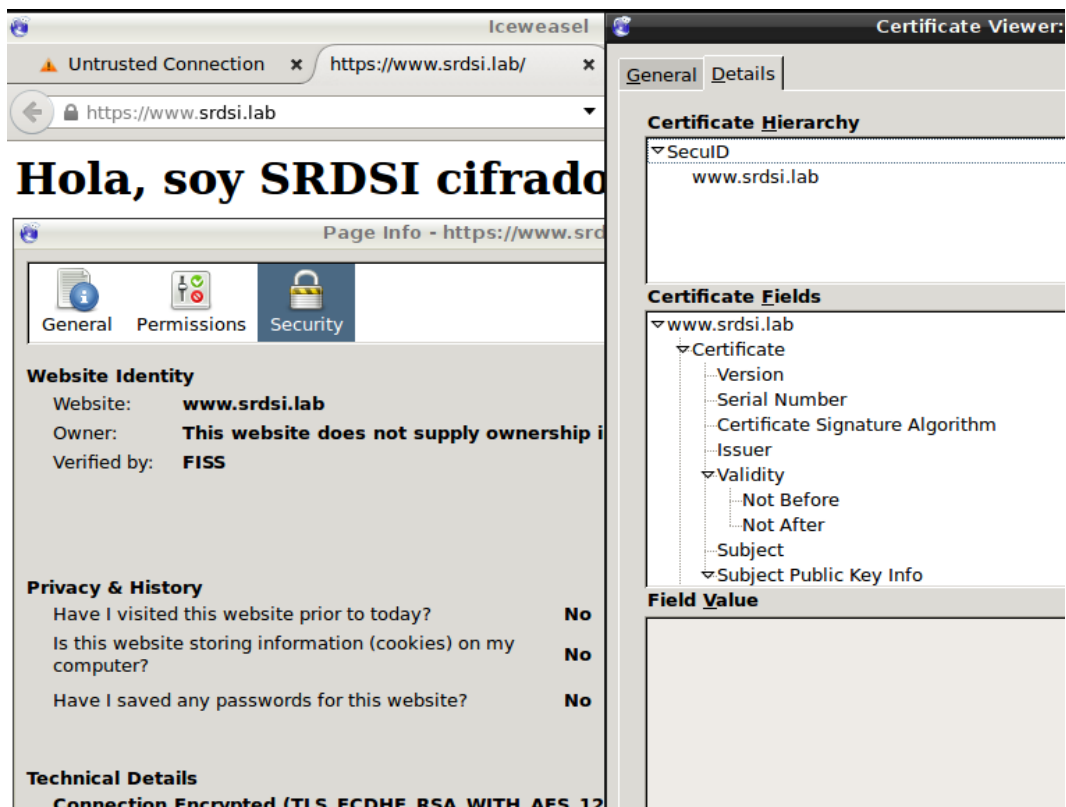 Iceweasel
Untrusted Connection
https://www.srdsi.lab/
https://www.srdsi.lab
Hola, soy SRDSI cifrado
Page Info - https://www.srd
General Permissions Security
Website Identity
Website: www.srdsi.lab
Owner: This website does not supply ownership i
Verified by: FISS
Privacy & History
Have I visited this website prior to today? No
Is this website storing information (cookies) on my
computer? No
Have I saved any passwords for this website? No
Technical Details
Connection Encrypted (TLS_ECDHE_RSA_WITH_AES_12
Certificate Viewer:
General Details
Certificate Hierarchy
SecuID
www.srdsi.lab
Certificate Fields
www.srdsi.lab
Certificate
Version
Serial Number
Certificate Signature Algorithm
Issuer
Validity
Not Before
Not After
Subject
Subject Public Key Info
Field Value